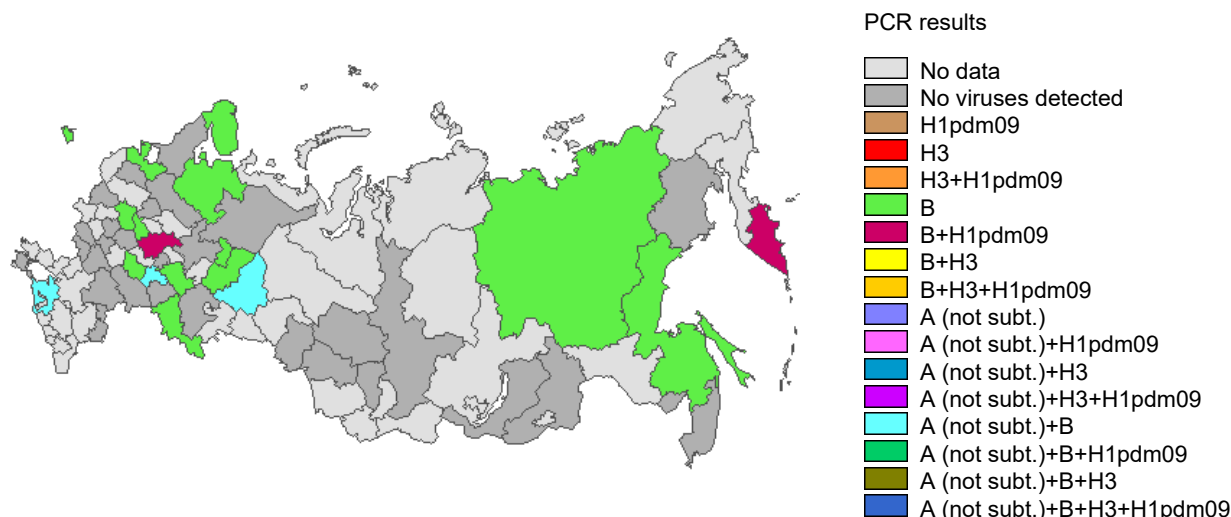 PCR results
No data
No viruses detected
H1pdm09
H3
H3+H1pdm09
B
B+H1pdm09
B+H3
B+H3+H1pdm09
A (not subt.)
A (not subt.)+H1pdm09
A (not subt.)+H3
A (not subt.)+H3+H1pdm09
A (not subt.)+B
A (not subt.)+B+H1pdm09
A (not subt.)+B+H3
A (not subt.)+B+H3+H1pdm09